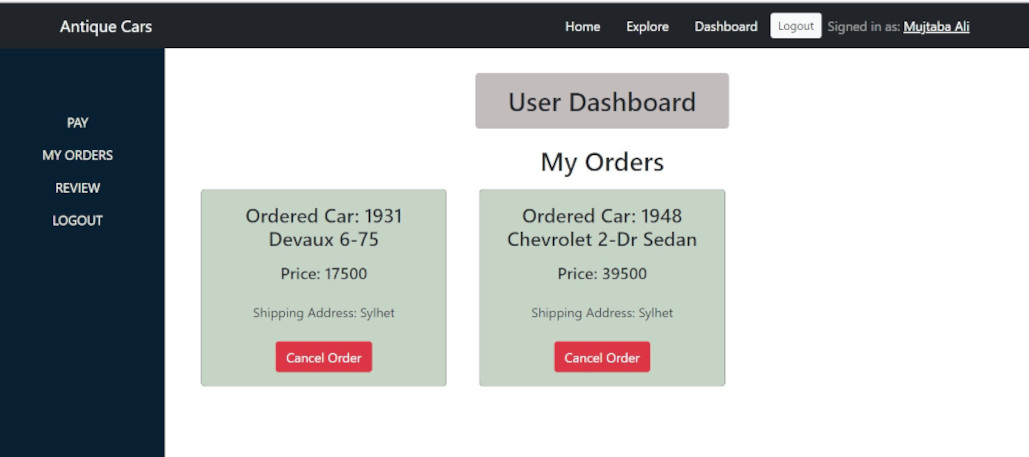 Antique Cars
Home Explore Dashboard Logout Signed in as: Mujtaba Ali
PAY
MY ORDERS
REVIEW
LOGOUT
User Dashboard
My Orders
Ordered Car: 1931
Devaux 6-75
Price: 17500
Shipping Address: Sylhet
Cancel Order
Ordered Car: 1948
Chevrolet 2-Dr Sedan
Price: 39500
Shipping Address: Sylhet
Cancel Order